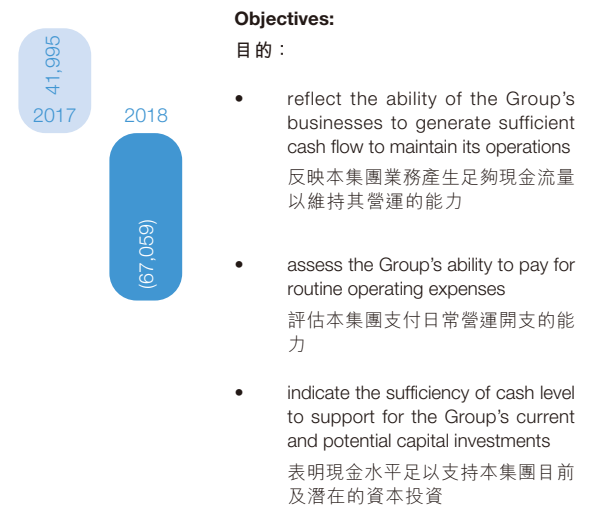 41,995
2017
2018
(67,059)
Objectives:
目的：
• reflect the ability of the Group's
businesses to generate sufficient
cash flow to maintain its operations
反映本集團業務產生足夠現金流量
以維持其營運的能力
• assess the Group's ability to pay for
routine operating expenses
評估本集團支付日常營運開支的能
力
• indicate the sufficiency of cash level
to support for the Group's current
and potential capital investments
表明現金水平足以支持本集團目前
及潛在的資本投資